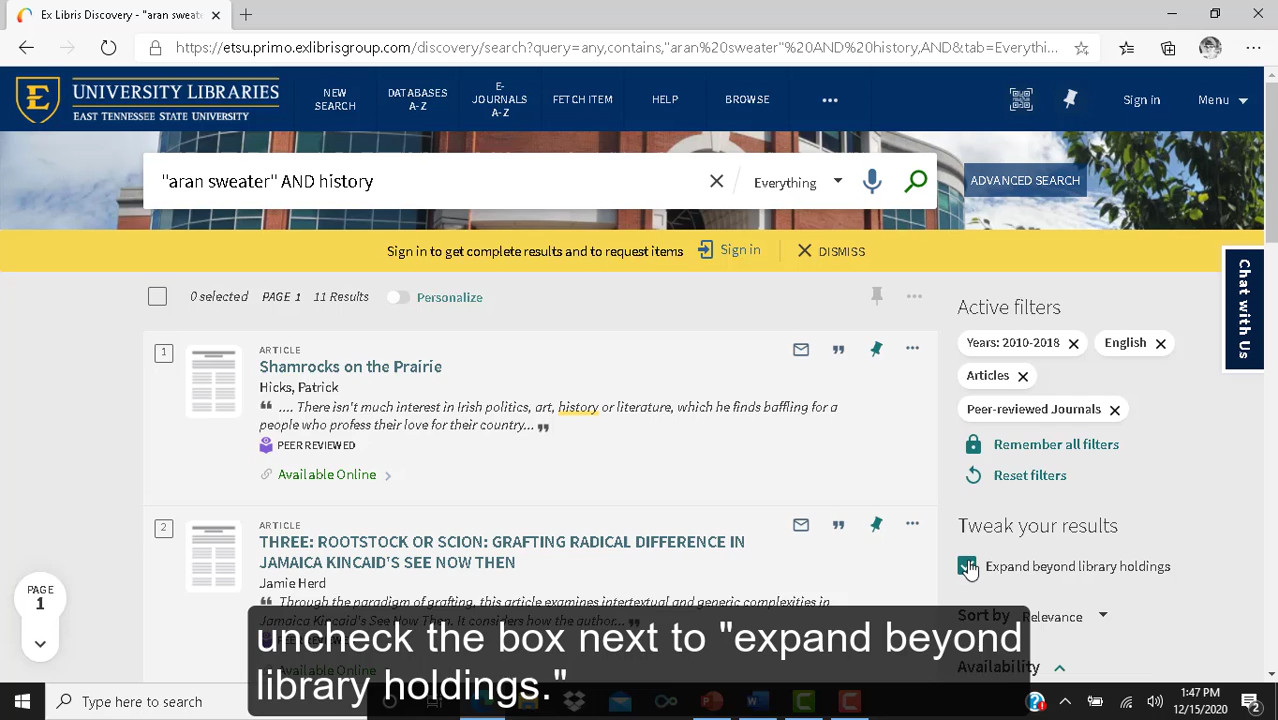 Ex Libris Discovery - "aran sweat
https://etsu.primo.exlibrisgroup.com/discovery/search?query=any,contains,"aran%20sweater"%20AND%20history,AND&tab=Everythi...
E
UNIVERSITY LIBRARIES
EAST TENNESSEE STATE UNIVERSITY
NEW
SEARCH
DATABASES
A-Z
E-
JOURNALS
A-Z
FETCH ITEM
HELP
BROWSE
...
Sign in
Menu
"aran sweater" AND history
Everything
ADVANCED SEARCH
Sign in to get complete results and to request items
Sign in
DISMISS
Chat with Us
0 selected PAGE 1 11 Results
Personalize
1
ARTICLE
Shamrocks on the Prairie
Hicks, Patrick
.... There isn't much interest in Irish politics, art, history or literature, which he finds baffling for a
people who profess their love for their country...
PEER REVIEWED
Available Online
2
ARTICLE
THREE: ROOTSTOCK OR SCION: GRAFTING RADICAL DIFFERENCE IN
JAMAICA KINCAID'S SEE NOW THEN
Jamie Herd
Through the paradigm of grafting, this article examines intertextual and generic complexities in
Active filters
Years: 2010-2018
English
Articles
Peer-reviewed Journals
Remember all filters
Reset filters
Tweak your results
Expand beyond library holdings
Sort by Relevance
Availability
PAGE
1
uncheck the box next to "expand beyond
library holdings."
Type here to search
1:47 PM
12/15/2020
2